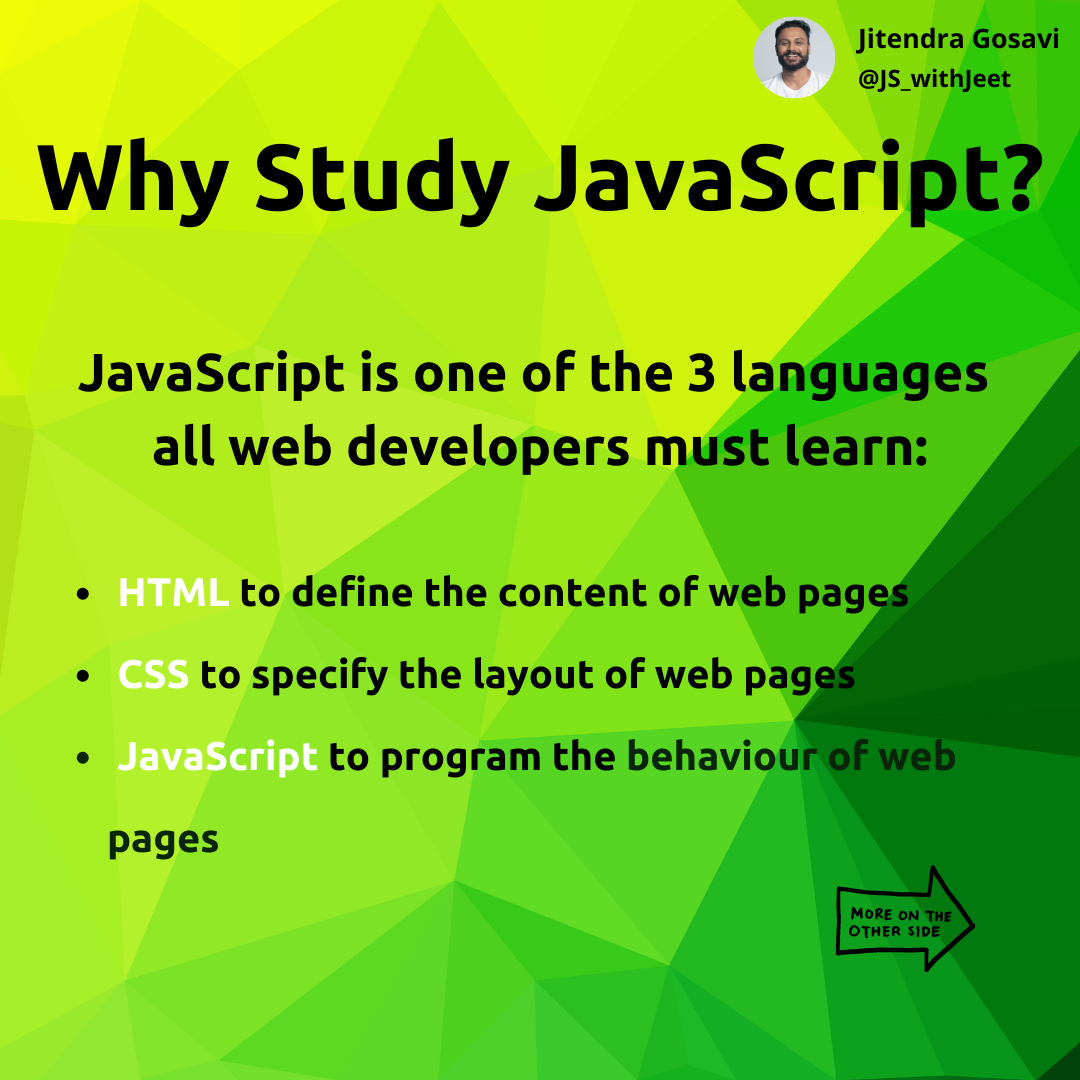 Jitendra Gosavi
@JS_withJeet
Why Study JavaScript?
JavaScript is one of the 3 languages
all web developers must learn:
• HTML to define the content of web pages
• CSS to specify the layout of web pages
• JavaScript to program the behaviour of web
pages
MORE ON THE
OTHER SIDE